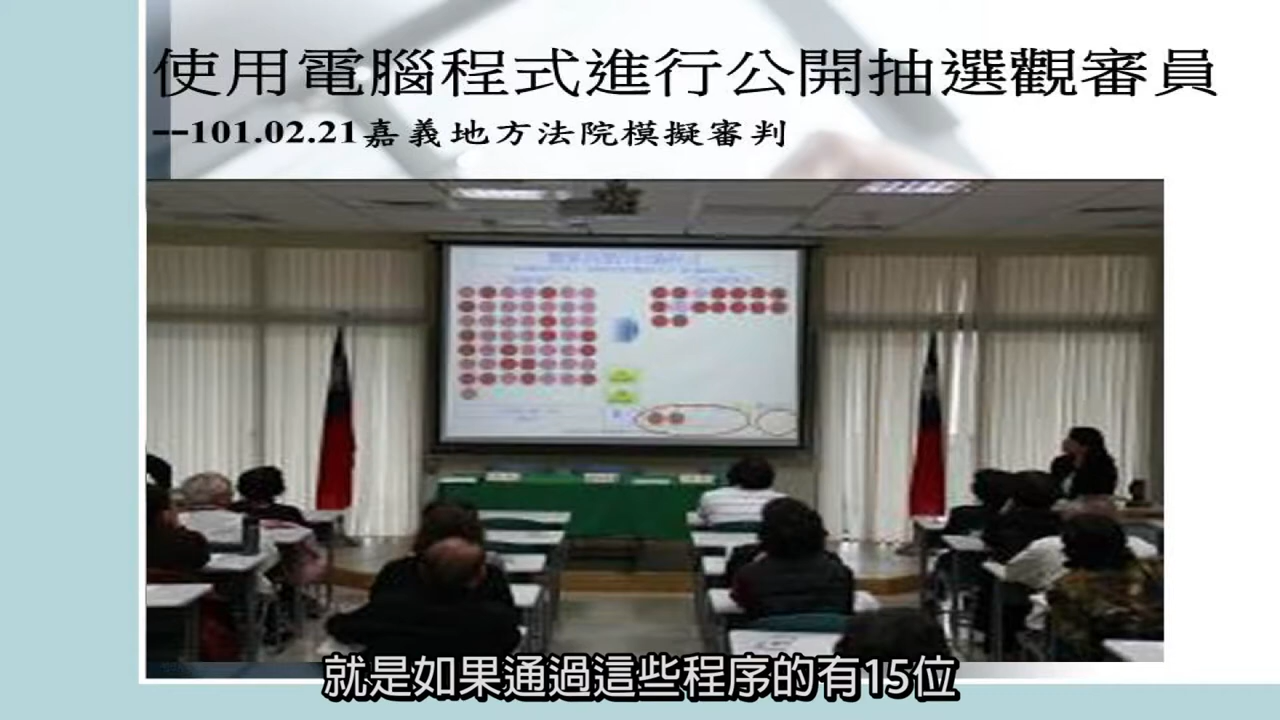 使用電腦程式進行公開抽選觀審員
--101.02.21嘉義地方法院模擬審判
就是如果通過這些程序的有15位